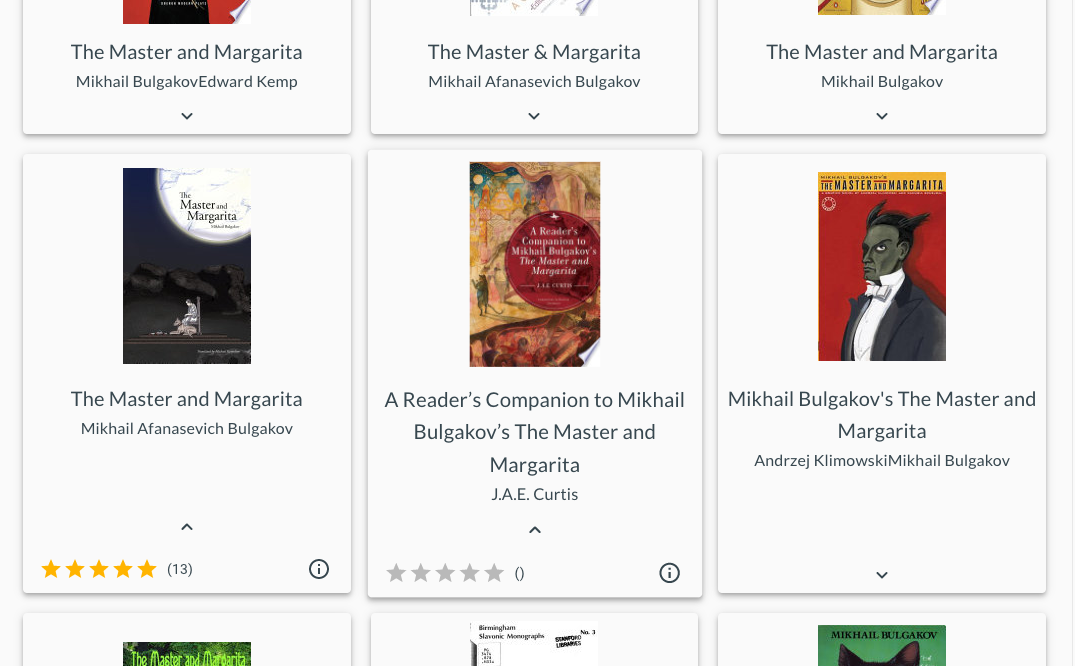 The Master and Margarita
Mikhail BulgakovEdward Kemp
The Master & Margarita
Mikhail Afanasevich Bulgakov
The Master and Margarita
Mikhail Bulgakov
The
Master and
Margarita
Mikhail Bulgakov
The Master and Margarita
Mikhail Afanasevich Bulgakov
(13)
A Reader's
Companion to
Mikhail Bulgakov's
The Master and
Margarita
J.A.E. CURTIS
A Reader’s Companion to Mikhail
Bulgakov’s The Master and
Margarita
J.A.E. Curtis
()
MIKHAIL BULGAKOV'S
THE MASTER AND MARGARITA
Mikhail Bulgakov's The Master and
Margarita
Andrzej KlimowskiMikhail Bulgakov
The Master and Margarita
Birmingham
Slavonic Monographs
No. 3
STANFORD
LIBRARIES
MIKHAIL BULGAKOV